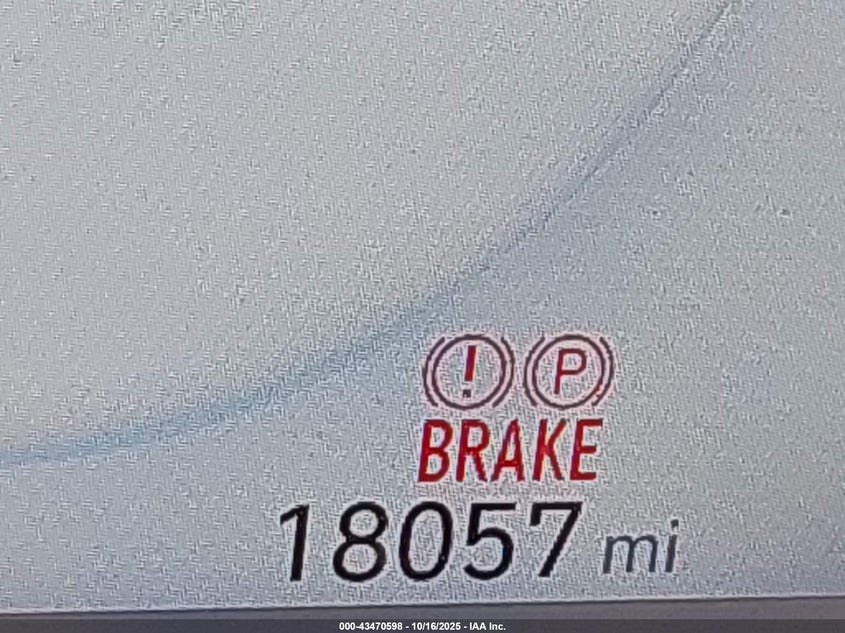 ! P
BRAKE
18057 mi
000-43470598 - 10/16/2025 - IAA Inc.